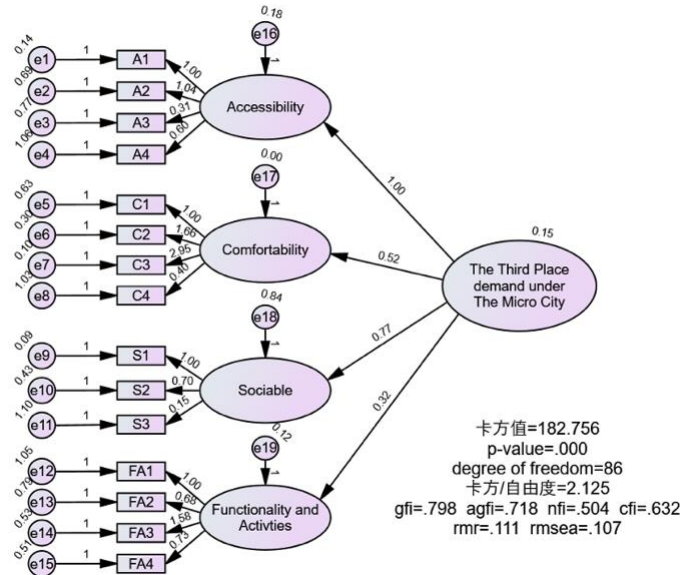 0.18
e16
1
0.14
e1
1
A1
1.00
0.69
e2
1
A2
1.04
0.77
e3
1
A3
0.31
1.06
e4
1
A4
0.60
Accessibility
1.00
0.00
e17
1
0.63
e5
1
C1
1.00
0.30
e6
1
C2
1.66
0.10
e7
1
C3
2.95
1.03
e8
1
C4
0.40
Comfortability
0.52
0.15
The Third Place
demand under
The Micro City
0.84
e18
1
0.09
e9
1
S1
1.00
0.43
e10
1
S2
0.70
1.10
e11
1
S3
0.15
Sociable
0.77
0.12
e19
1
1.05
e12
1
FA1
1.00
0.79
e13
1
FA2
0.68
0.53
e14
1
FA3
1.58
0.51
e15
1
FA4
0.73
Functionality and
Activties
0.32
卡方值=182.756
p-value=.000
degree of freedom=86
卡方/自由度=2.125
gfi=.798 agfi=.718 nfi=.504 cfi=.632
rmr=.111 rmsea=.107